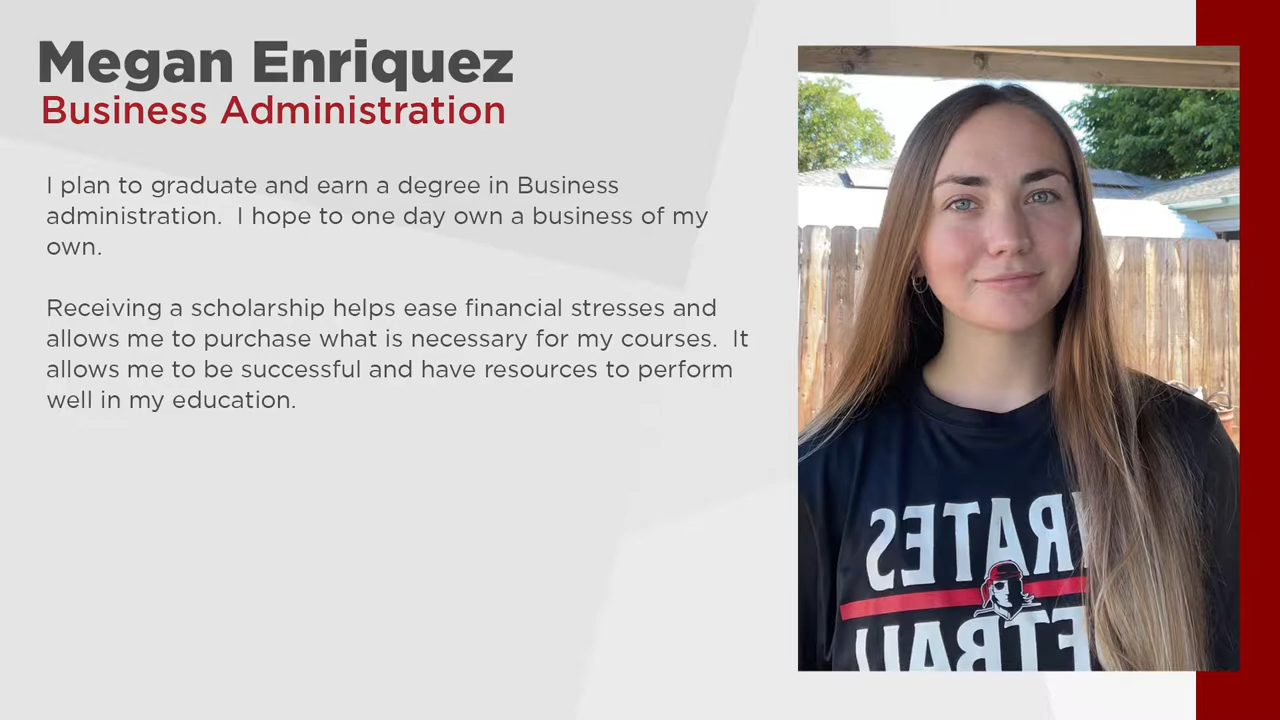 Megan Enriquez
Business Administration
I plan to graduate and earn a degree in Business
administration.  I hope to one day own a business of my
own.
Receiving a scholarship helps ease financial stresses and
allows me to purchase what is necessary for my courses.  It
allows me to be successful and have resources to perform
well in my education.
IRATES
ETBALL